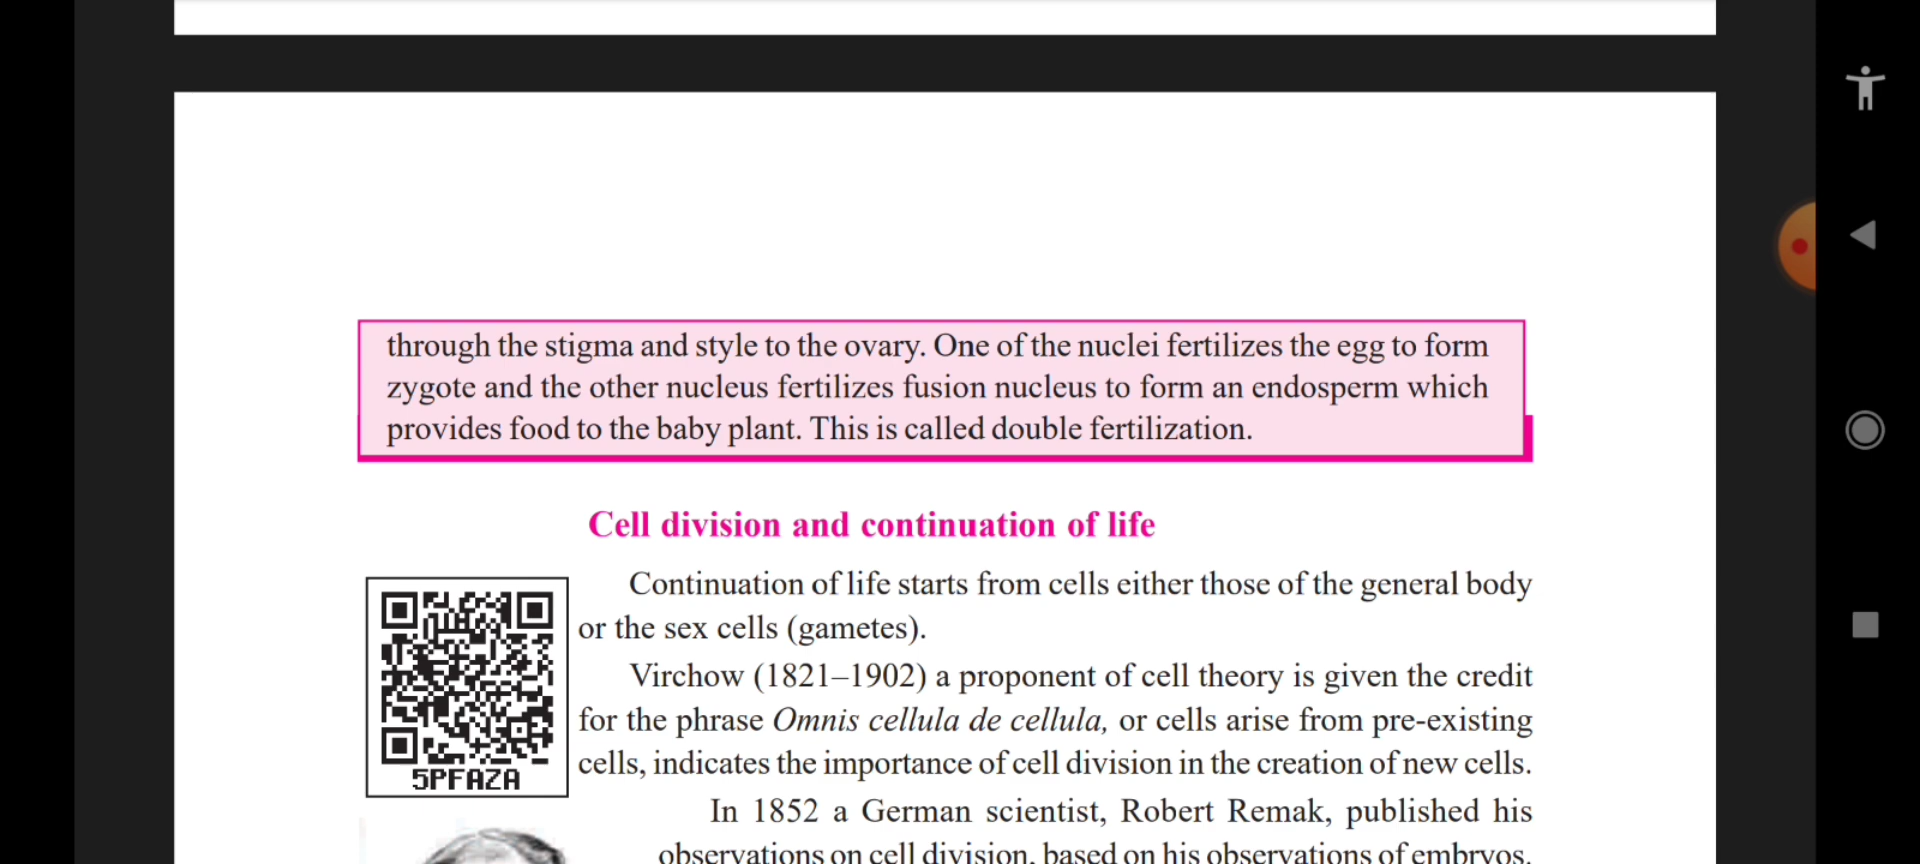 through the stigma and style to the ovary. One of the nuclei fertilizes the egg to form
zygote and the other nucleus fertilizes fusion nucleus to form an endosperm which
provides food to the baby plant. This is called double fertilization.
Cell division and continuation of life
Continuation of life starts from cells either those of the general body
or the sex cells (gametes).
Virchow (1821–1902) a proponent of cell theory is given the credit
for the phrase Omnis cellula de cellula, or cells arise from pre-existing
cells, indicates the importance of cell division in the creation of new cells.
5PFAZA
In 1852 a German scientist, Robert Remak, published his
observations on cell division, based on his observations of embryos.